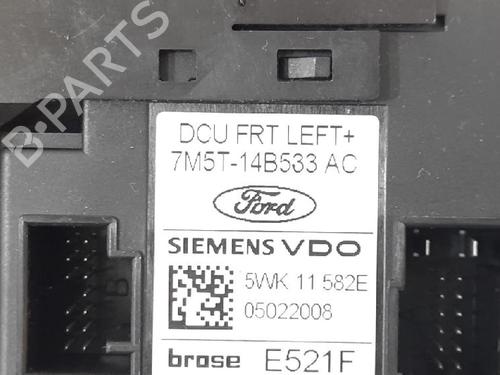 B-PARTS
DCU FRT LEFT+
7M5T-14B533 AC
Ford
SIEMENS VDO
5WK 11 582E
05022008
brose E521F